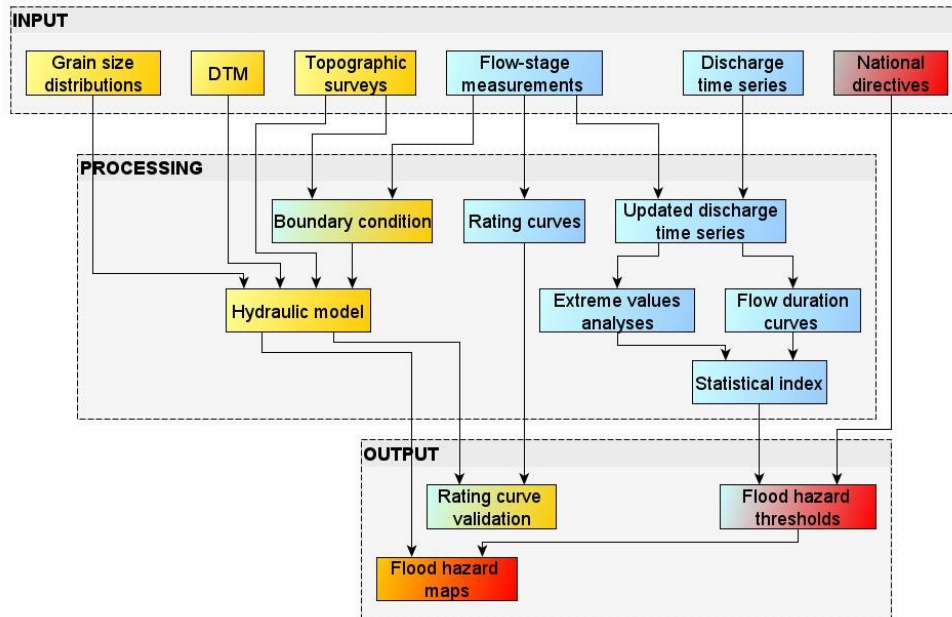 INPUT
Grain size
distributions
DTM
Topographic
surveys
Flow-stage
measurements
Discharge
time series
National
directives
PROCESSING
Boundary condition
Rating curves
Updated discharge
time series
Hydraulic model
Extreme values
analyses
Flow duration
curves
Statistical index
OUTPUT
Rating curve
validation
Flood hazard
thresholds
Flood hazard
maps